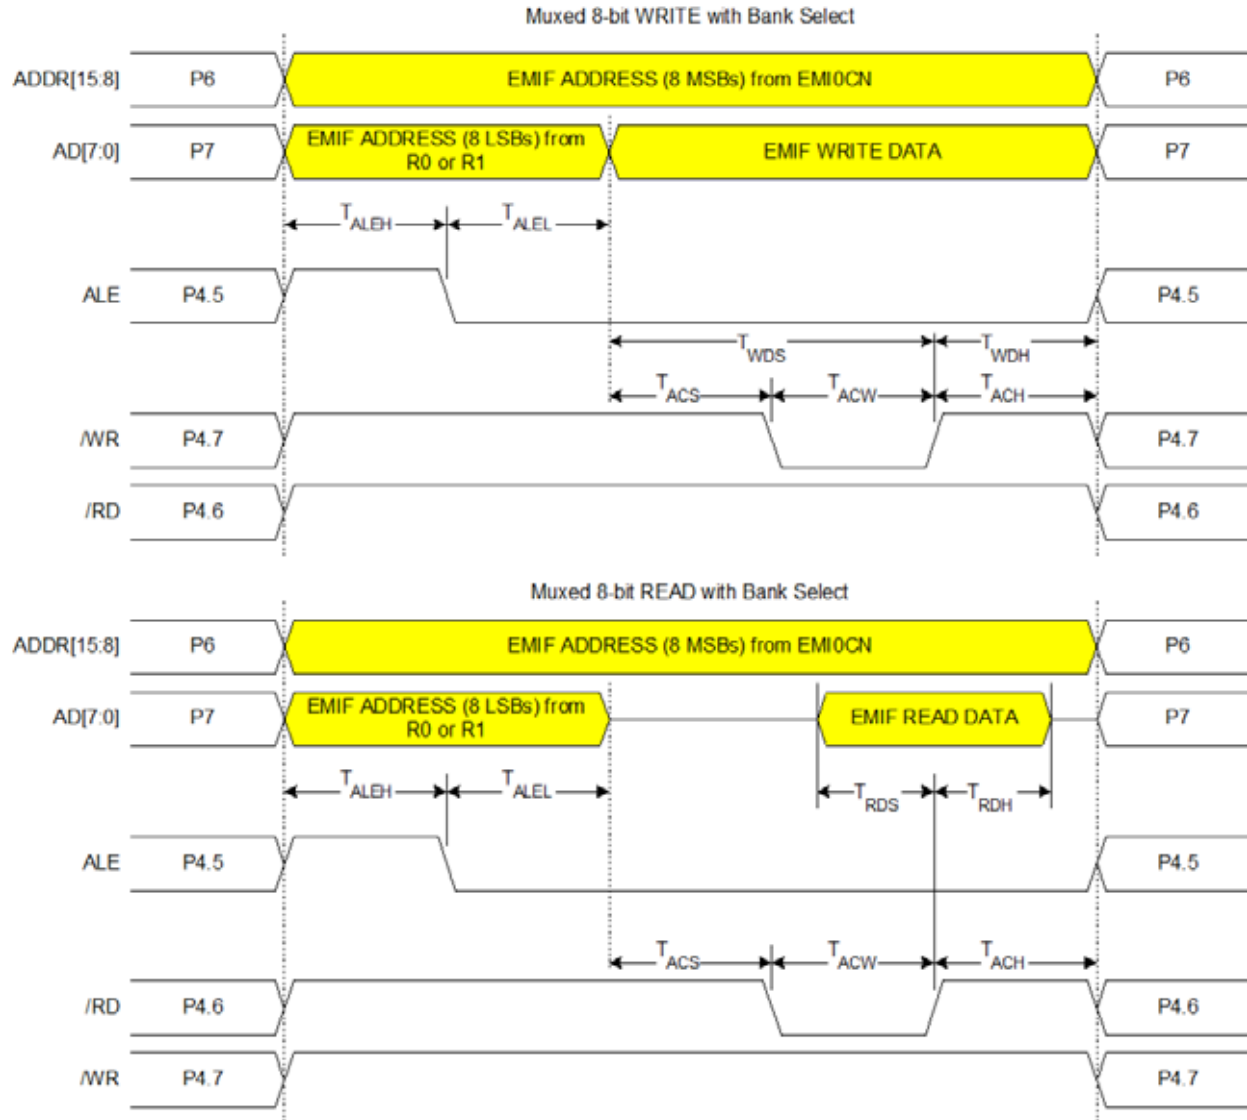 Muxed 8-bit WRITE with Bank Select
ADDR[15:8] P6 EMIF ADDRESS (8 MSBs) from EMI0CN P6
AD[7:0] P7 EMIF ADDRESS (8 LSBs) from R0 or R1 EMIF WRITE DATA P7
TALEH TALEL
ALE P4.5 P4.5
TWDS TWDH
TACS TACW TACH
/WR P4.7 P4.7
/RD P4.6 P4.6
Muxed 8-bit READ with Bank Select
ADDR[15:8] P6 EMIF ADDRESS (8 MSBs) from EMI0CN P6
AD[7:0] P7 EMIF ADDRESS (8 LSBs) from R0 or R1 EMIF READ DATA P7
TALEH TALEL TRDS TRDH
ALE P4.5 P4.5
TACS TACW TACH
/RD P4.6 P4.6
/WR P4.7 P4.7